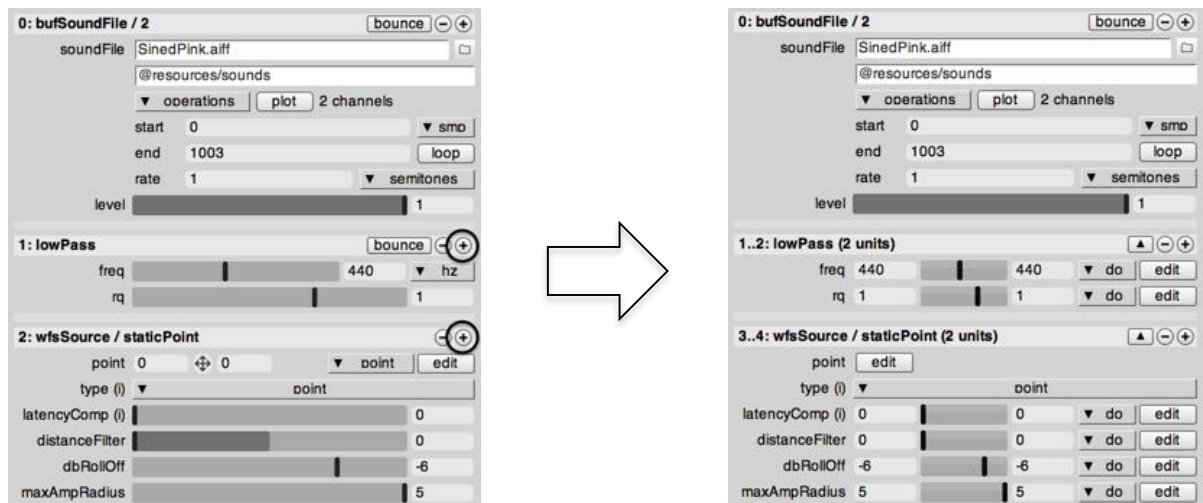 0: bufSoundFile / 2 bounce
soundFile SinedPink.aiff
@resources/sounds
▼ operations plot 2 channels
start 0 ▼ smp
end 1003 loop
rate 1 ▼ semitones
level 1
1: lowPass bounce
freq 440 ▼ hz
rq 1
2: wfsSource / staticPoint
point 0 0 ▼ point edit
type (i) ▼ point
latencyComp (i) 0
distanceFilter 0
dbRollOff -6
maxAmpRadius 5
0: bufSoundFile / 2 bounce
soundFile SinedPink.aiff
@resources/sounds
▼ operations plot 2 channels
start 0 ▼ smp
end 1003 loop
rate 1 ▼ semitones
level 1
1..2: lowPass (2 units) ▲
freq 440 440 ▼ do edit
rq 1 1 ▼ do edit
3..4: wfsSource / staticPoint (2 units) ▲
point edit
type (i) ▼ point
latencyComp (i) 0 0 ▼ do edit
distanceFilter 0 0 ▼ do edit
dbRollOff -6 -6 ▼ do edit
maxAmpRadius 5 5 ▼ do edit